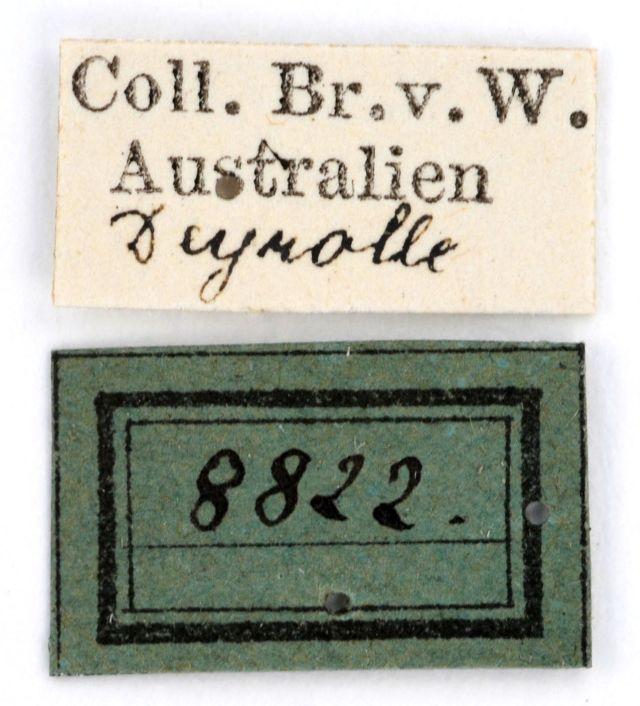 Coll. Br. v. W.
Australien
Deyrolle
8822.